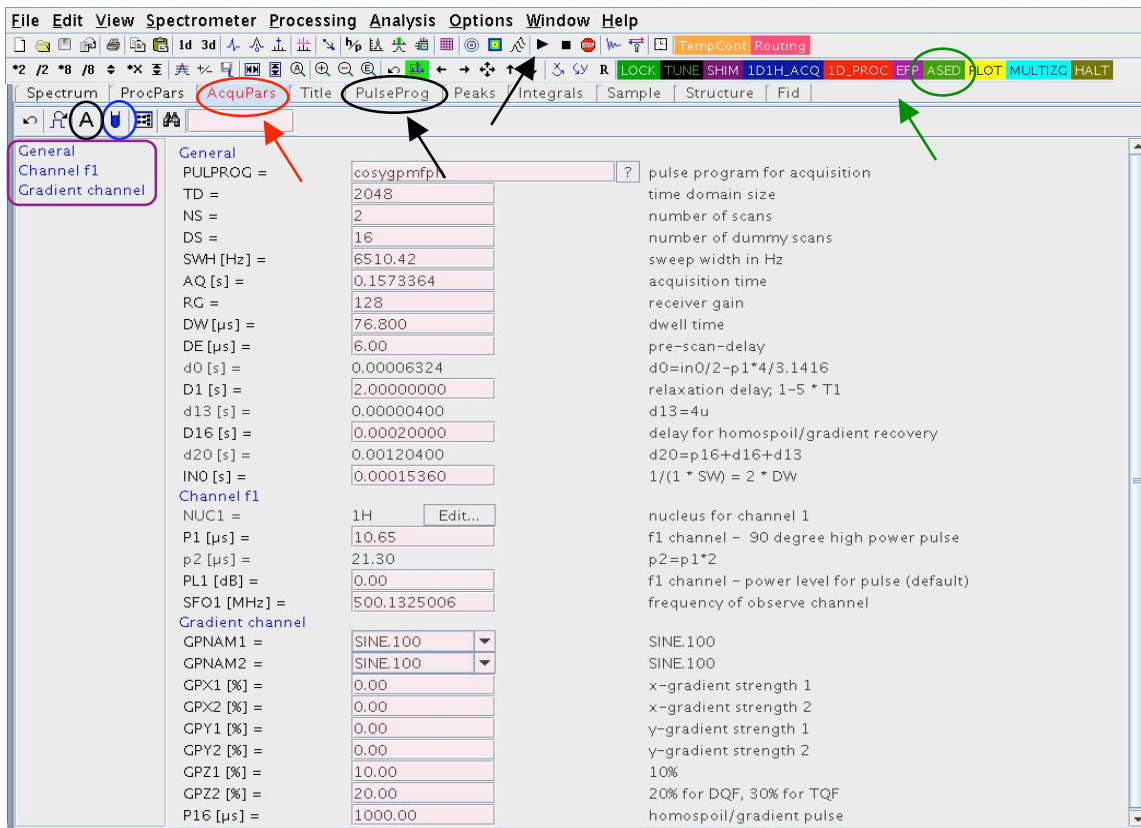 File Edit View Spectrometer Processing Analysis Options Window Help
1d 3d TempCont Routing
*2 /2 *8 /8 *X R LOCK TUNE SHIM 1D1H_ACQ 1D_PROC EFP ASED PLOT MULTIZG HALT
Spectrum ProcPars AcquPars Title PulseProg Peaks Integrals Sample Structure Fid
A
General
Channel f1
Gradient channel
General
PULPROG = ? pulse program for acquisition
TD = 2048 time domain size
NS = 2 number of scans
DS = 16 number of dummy scans
SWH [Hz] = 6510.42 sweep width in Hz
AQ [s] = 0.1573364 acquisition time
RG = 128 receiver gain
DW [µs] = 76.800 dwell time
DE [µs] = 6.00 pre-scan-delay
d0 [s] = 0.00006324 d0=in0/2-p1*4/3.1416
D1 [s] = 2.00000000 relaxation delay; 1-5 * T1
d13 [s] = 0.00000400 d13=4u
D16 [s] = 0.00020000 delay for homospoil/gradient recovery
d20 [s] = 0.00120400 d20=p16+d16+d13
IN0 [s] = 0.00015360 1/(1 * SW) = 2 * DW
Channel f1
NUC1 = 1H Edit... nucleus for channel 1
P1 [µs] = 10.65 f1 channel - 90 degree high power pulse
p2 [µs] = 21.30 p2=p1*2
PL1 [dB] = 0.00 f1 channel - power level for pulse (default)
SFO1 [MHz] = 500.1325006 frequency of observe channel
Gradient channel
GPNAM1 = SINE.100 SINE.100
GPNAM2 = SINE.100 SINE.100
GPX1 [%] = 0.00 x-gradient strength 1
GPX2 [%] = 0.00 x-gradient strength 2
GPY1 [%] = 0.00 y-gradient strength 1
GPY2 [%] = 0.00 y-gradient strength 2
GPZ1 [%] = 10.00 10%
GPZ2 [%] = 20.00 20% for DQF, 30% for TQF
P16 [µs] = 1000.00 homospoil/gradient pulse